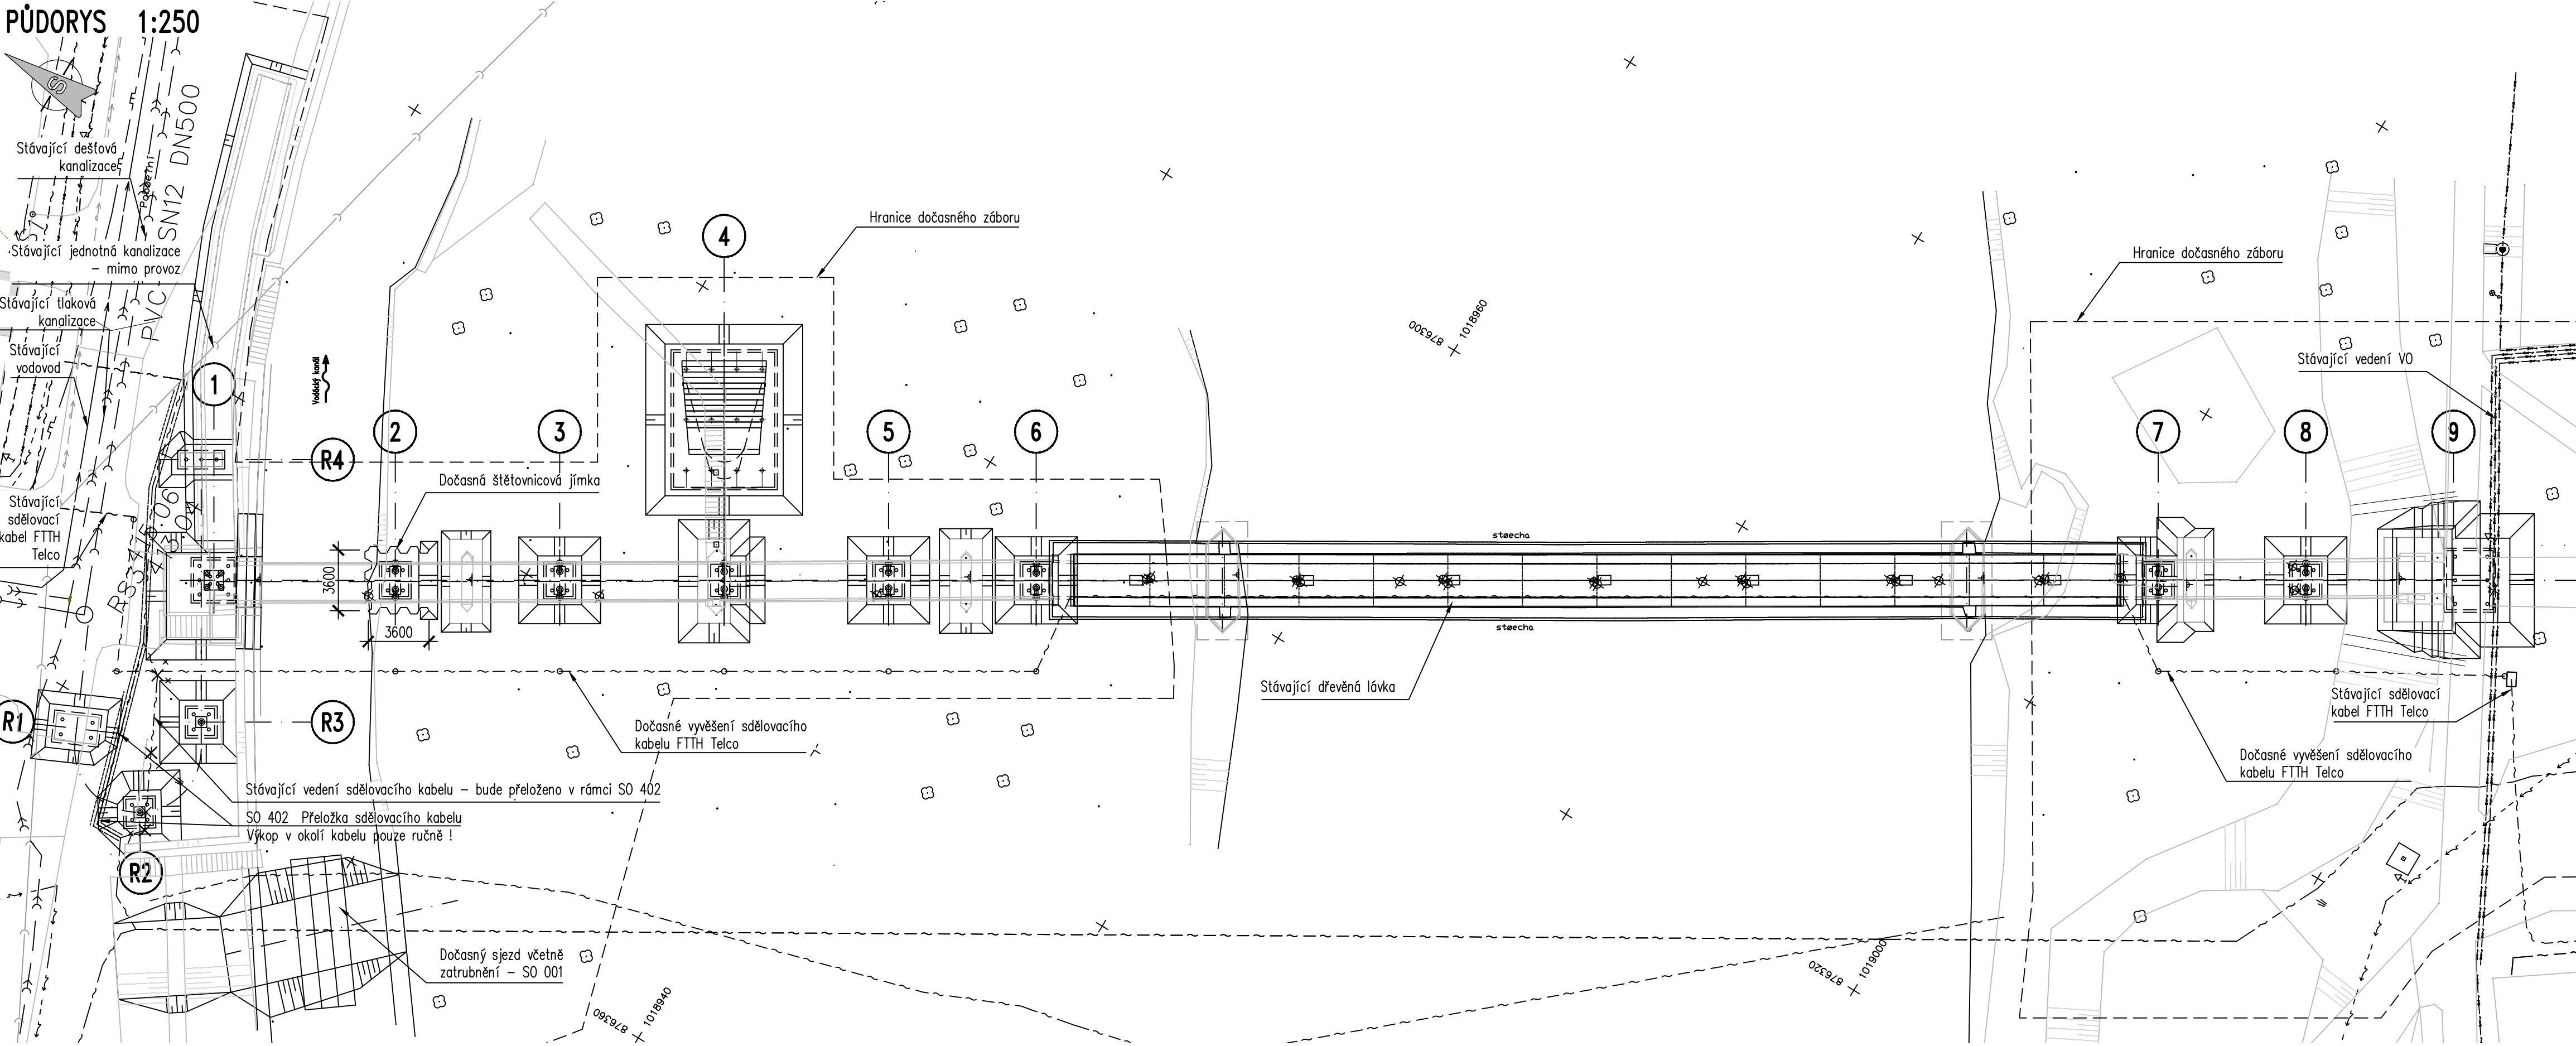 PŮDORYS 1:250
S
Stávající dešťová
kanalizace
PVC SN12 DN500
Stávající jednotná kanalizace
– mimo provoz
Stávající tlaková
kanalizace
Stávající
vodovod
Stávající
sdělovací
kabel FTTH
Telco
Vodácký kanál
1
2
3
4
5
6
7
8
9
R4
R3
R1
R2
Hranice dočasného záboru
Dočasná štětovnicová jímka
3600
3600
876300
1018960
støecha
støecha
Stávající dřevěná lávka
Hranice dočasného záboru
Stávající vedení VO
Stávající sdělovací
kabel FTTH Telco
Dočasné vyvěšení sdělovacího
kabelu FTTH Telco
Dočasné vyvěšení sdělovacího
kabelu FTTH Telco
Stávající vedení sdělovacího kabelu – bude přeloženo v rámci SO 402
SO 402 Přeložka sdělovacího kabelu
Výkop v okolí kabelu pouze ručně !
Dočasný sjezd včetně
zatrubnění – SO 001
876360
1018940
876320
1019000